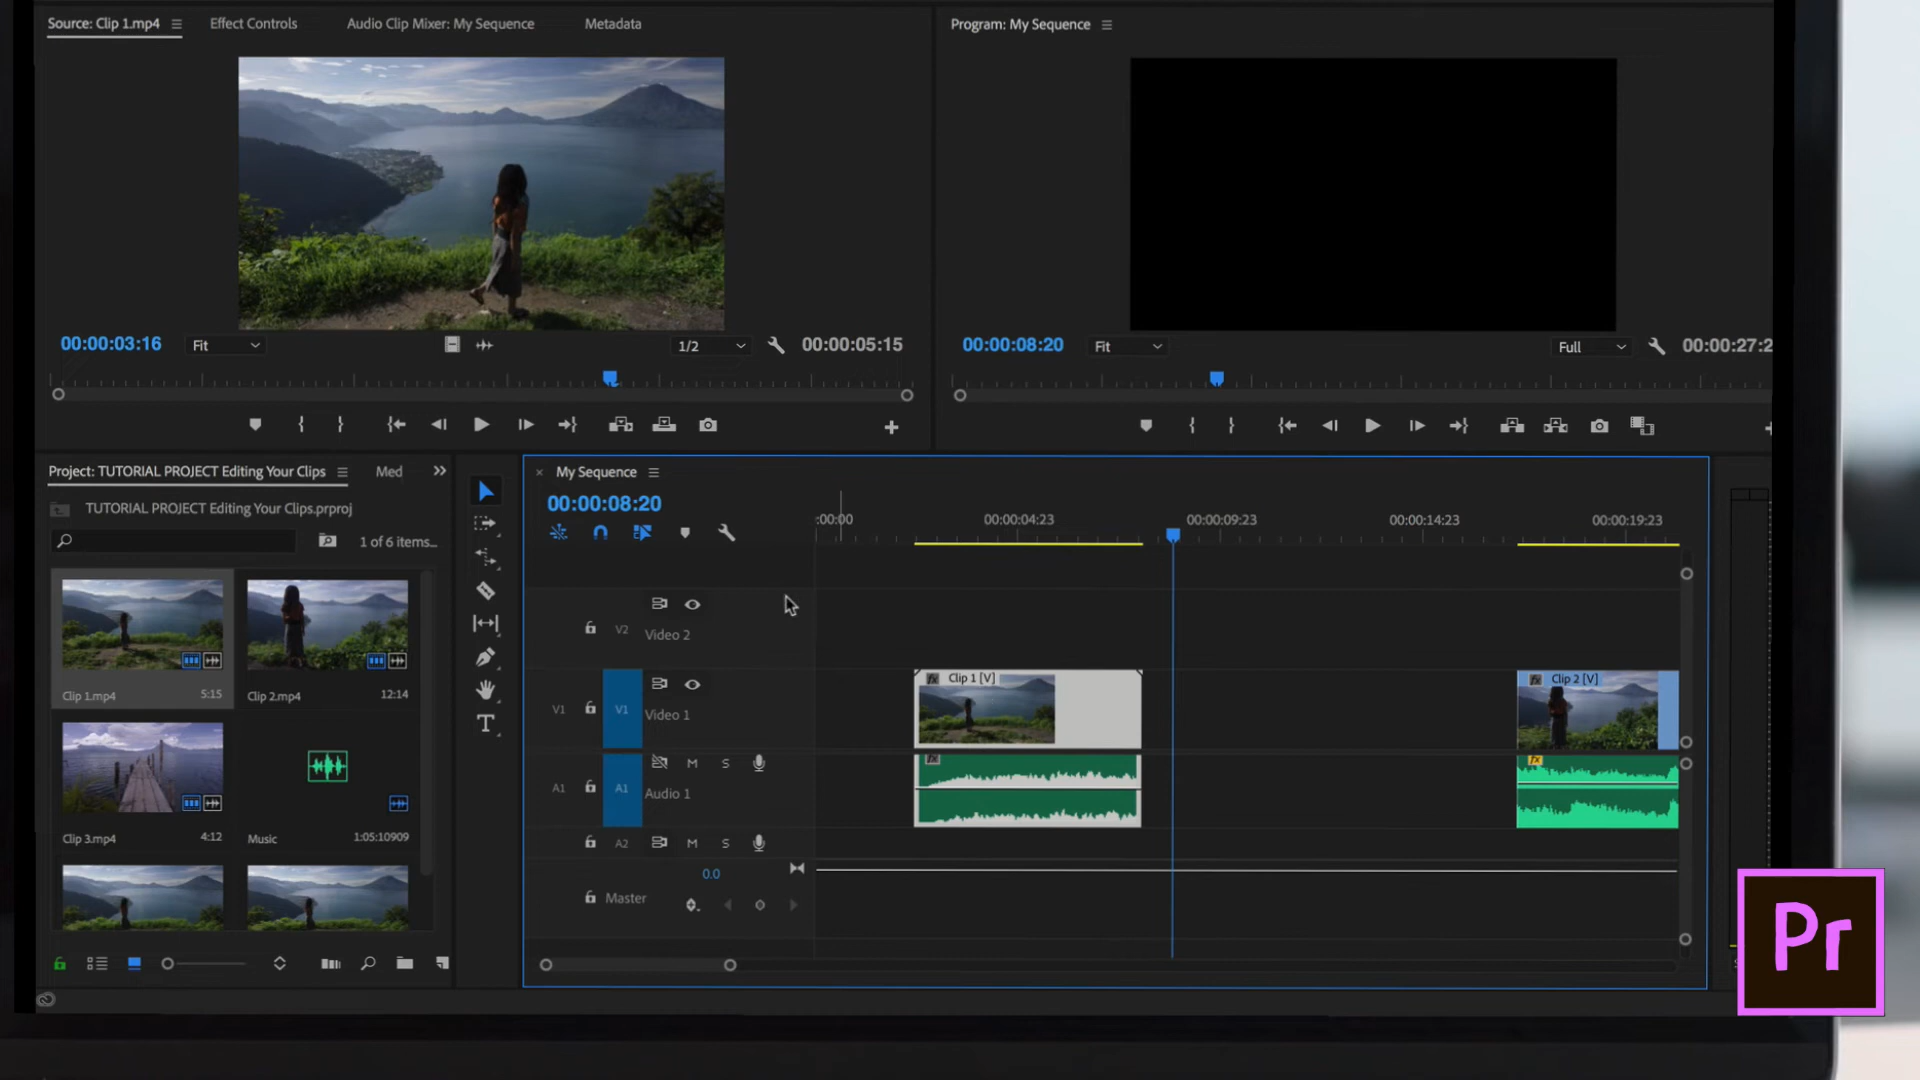 Source: Clip 1.mp4
Effect Controls
Audio Clip Mixer: My Sequence
Metadata
Program: My Sequence
00:00:03:16
Fit
1/2
00:00:05:15
00:00:08:20
Fit
Full
00:00:27:2
Project: TUTORIAL PROJECT Editing Your Clips
Med
TUTORIAL PROJECT Editing Your Clips.prproj
1 of 6 items...
Clip 1.mp4
5:15
Clip 2.mp4
12:14
Clip 3.mp4
4:12
Music
1:05:10909
My Sequence
00:00:08:20
:00:00
00:00:04:23
00:00:09:23
00:00:14:23
00:00:19:23
V2
Video 2
V1
V1
Video 1
fx Clip 1 [V]
fx Clip 2 [V]
A1
A1
M
S
Audio 1
fx
fx
A2
M
S
0.0
Master
T
Pr